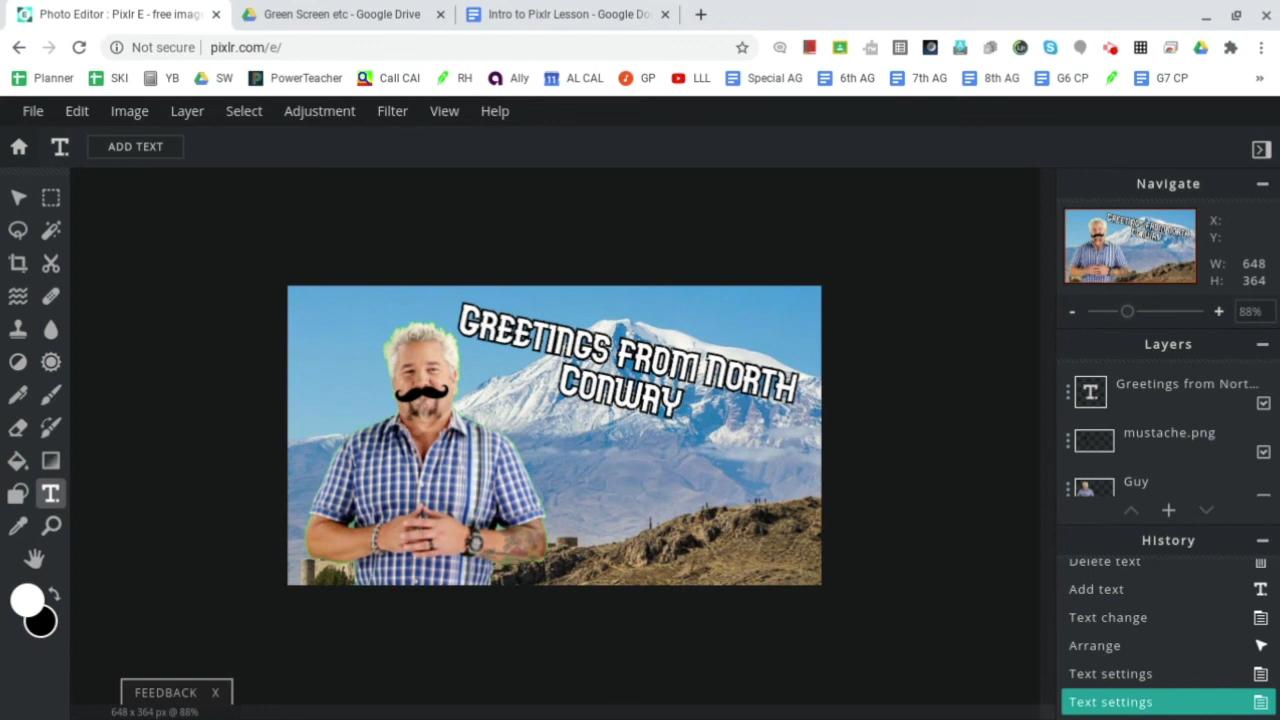 Photo Editor : Pixlr E - free imag
Green Screen etc - Google Drive
Intro to Pixlr Lesson - Google Do
Not secure
pixlr.com/e/
Planner
SKI
YB
SW
PowerTeacher
Call CAI
RH
Ally
AL CAL
GP
LLL
Special AG
6th AG
7th AG
8th AG
G6 CP
G7 CP
»
File Edit Image Layer Select Adjustment Filter View Help
T. ADD TEXT
Navigate
X:
Y:
W: 648
H: 364
88%
GREETINGS FROM NORTH
CONWAY
Layers
Greetings from Nort...
mustache.png
Guy
History
Delete text
Add text
Text change
Arrange
Text settings
Text settings
FEEDBACK X
648 x 364 px @ 88%